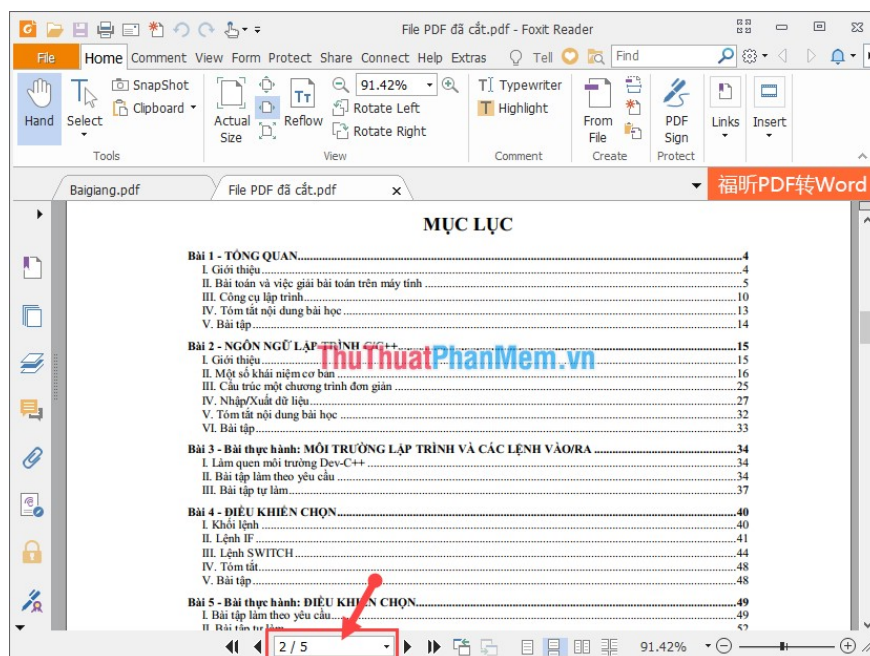 File PDF đã cắt.pdf - Foxit Reader
File Home Comment View Form Protect Share Connect Help Extras Tell Find
SnapShot
Clipboard
Hand Select
Actual Size
Reflow
91.42%
Rotate Left
Rotate Right
Typewriter
Highlight
From File
PDF Sign
Links
Insert
Tools View Comment Create Protect
Baigiang.pdf File PDF đã cắt.pdf x 福昕PDF转Word
MỤC LỤC
Bài 1 - TỔNG QUAN...4
I. Giới thiệu...4
II. Bài toán và việc giải bài toán trên máy tính...5
III. Công cụ lập trình...10
IV. Tóm tắt nội dung bài học...13
V. Bài tập...14
Bài 2 - NGÔN NGỮ LẬP TRÌNH C/C++...15
ThuThuatPhanMem.vn
I. Giới thiệu...15
II. Một số khái niệm cơ bản...16
III. Cấu trúc một chương trình đơn giản...25
IV. Nhập/Xuất dữ liệu...27
V. Tóm tắt nội dung bài học...32
VI. Bài tập...33
Bài 3 - Bài thực hành: MÔI TRƯỜNG LẬP TRÌNH VÀ CÁC LỆNH VÀO/RA...34
I. Làm quen môi trường Dev-C++...34
II. Bài tập làm theo yêu cầu...34
III. Bài tập tự làm...37
Bài 4 - ĐIỀU KHIỂN CHỌN...40
I. Khối lệnh...40
II. Lệnh IF...41
III. Lệnh SWITCH...44
IV. Tóm tắt...48
V. Bài tập...48
Bài 5 - Bài thực hành: ĐIỀU KHIỂN CHỌN...49
I. Bài tập làm theo yêu cầu...49
II. Bài tập tự làm...52
2 / 5
91.42%